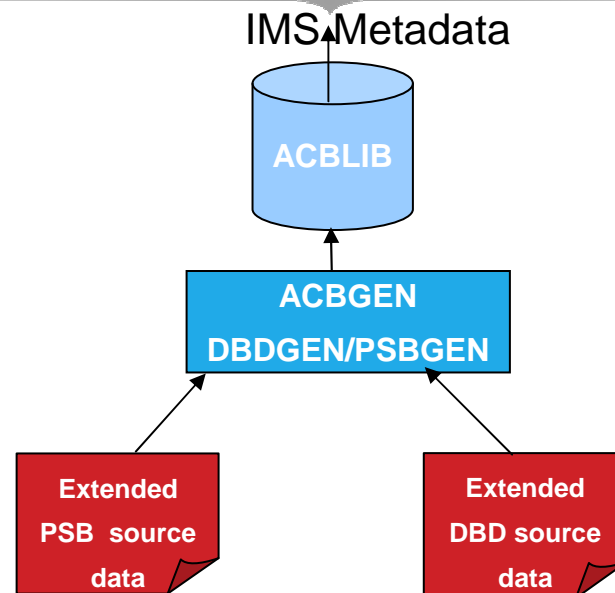 IMS Metadata
ACBLIB
ACBGEN
DBDGEN/PSBGEN
Extended
PSB source
data
Extended
DBD source
data